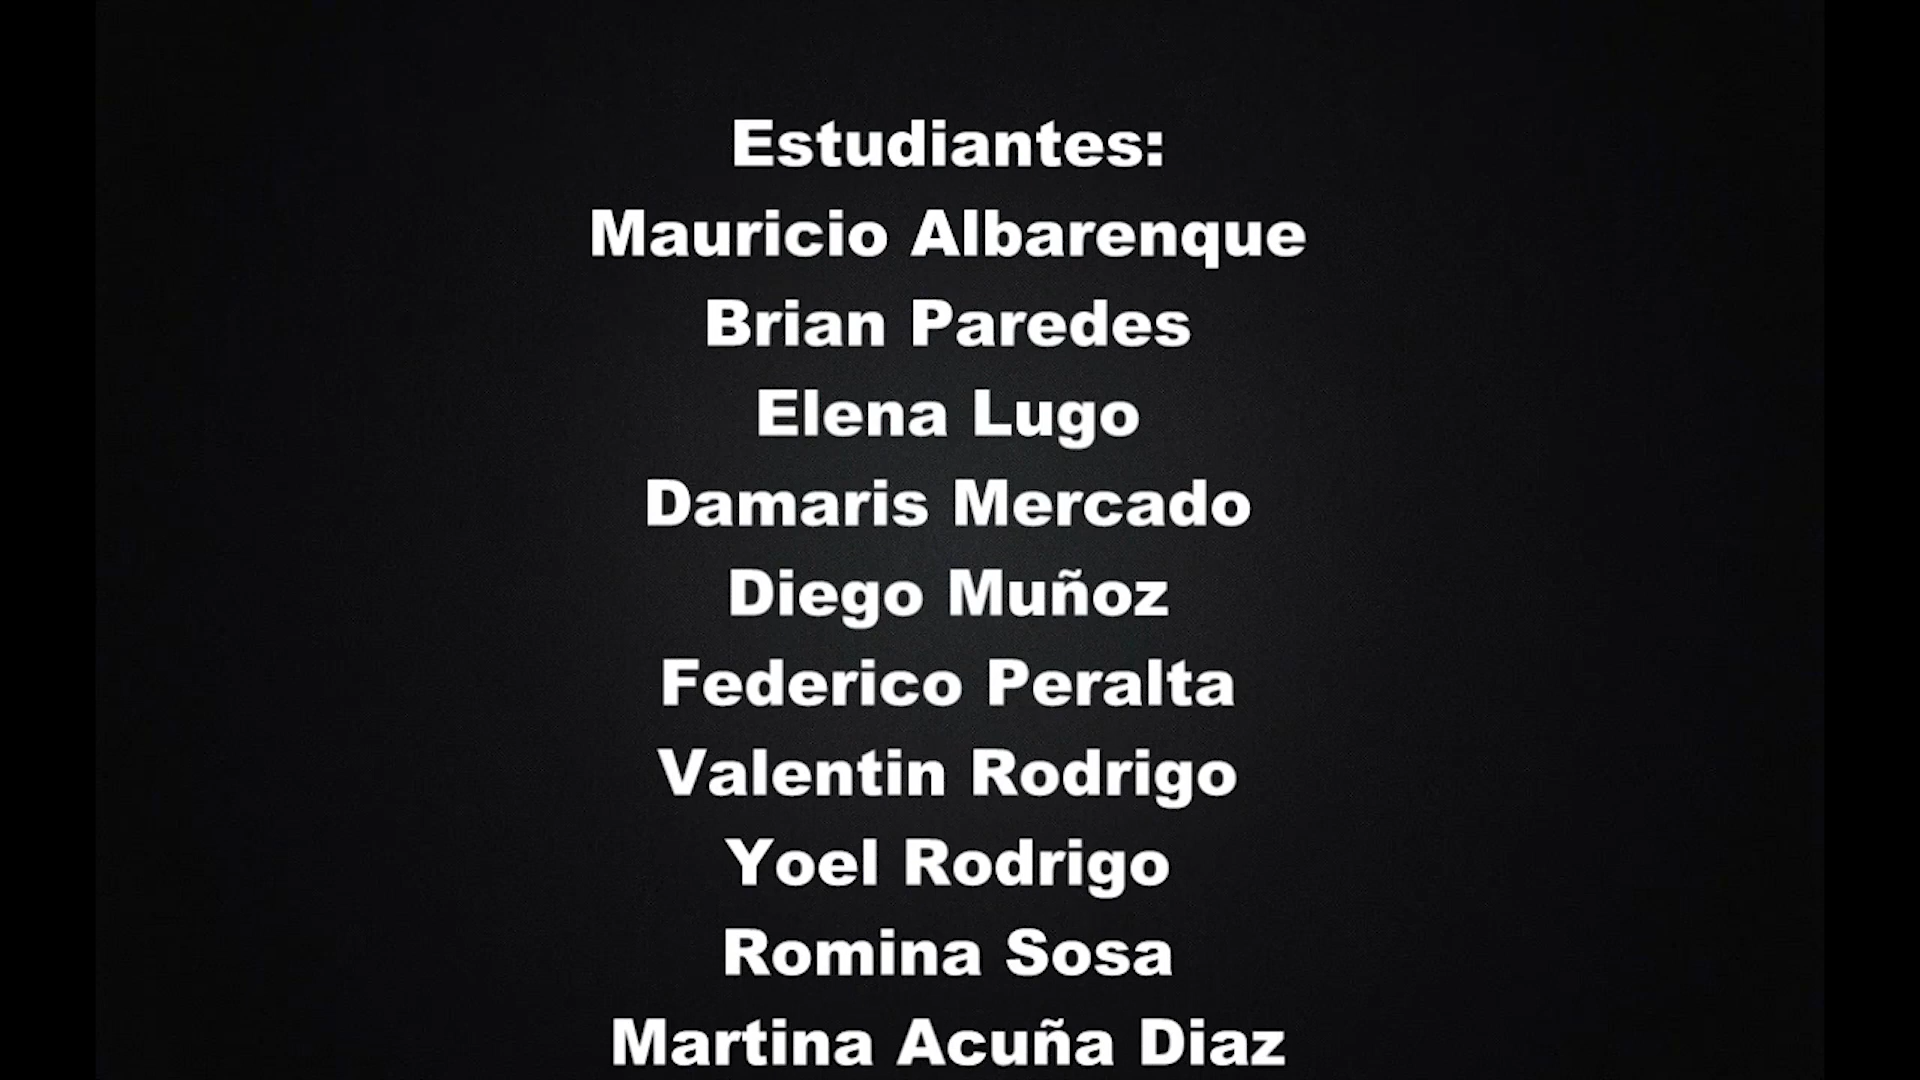 Estudiantes:
Mauricio Albarenque
Brian Paredes
Elena Lugo
Damaris Mercado
Diego Muñoz
Federico Peralta
Valentin Rodrigo
Yoel Rodrigo
Romina Sosa
Martina Acuña Diaz